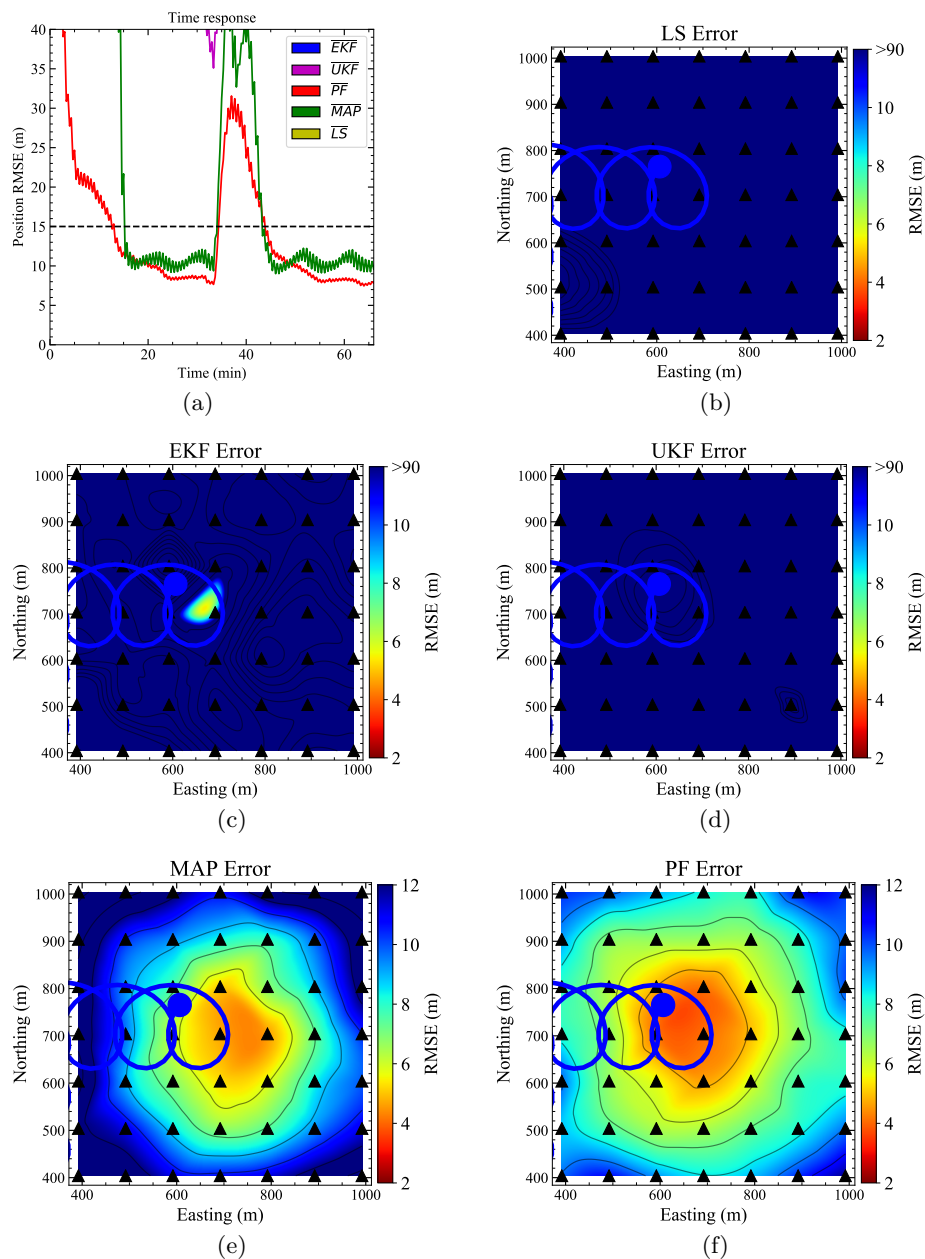 Time response
Position RMSE (m)
40
35
30
25
20
15
10
5
0
0 20 40 60
Time (min)
EKF
UKF
PF
MAP
LS
(a)
LS Error
Northing (m)
1000
900
800
700
600
500
400
400 600 800 1000
Easting (m)
>90
10
8
6
4
2
RMSE (m)
(b)
EKF Error
Northing (m)
1000
900
800
700
600
500
400
400 600 800 1000
Easting (m)
>90
10
8
6
4
2
RMSE (m)
(c)
UKF Error
Northing (m)
1000
900
800
700
600
500
400
400 600 800 1000
Easting (m)
>90
10
8
6
4
2
RMSE (m)
(d)
MAP Error
Northing (m)
1000
900
800
700
600
500
400
400 600 800 1000
Easting (m)
12
10
8
6
4
2
RMSE (m)
(e)
PF Error
Northing (m)
1000
900
800
700
600
500
400
400 600 800 1000
Easting (m)
12
10
8
6
4
2
RMSE (m)
(f)